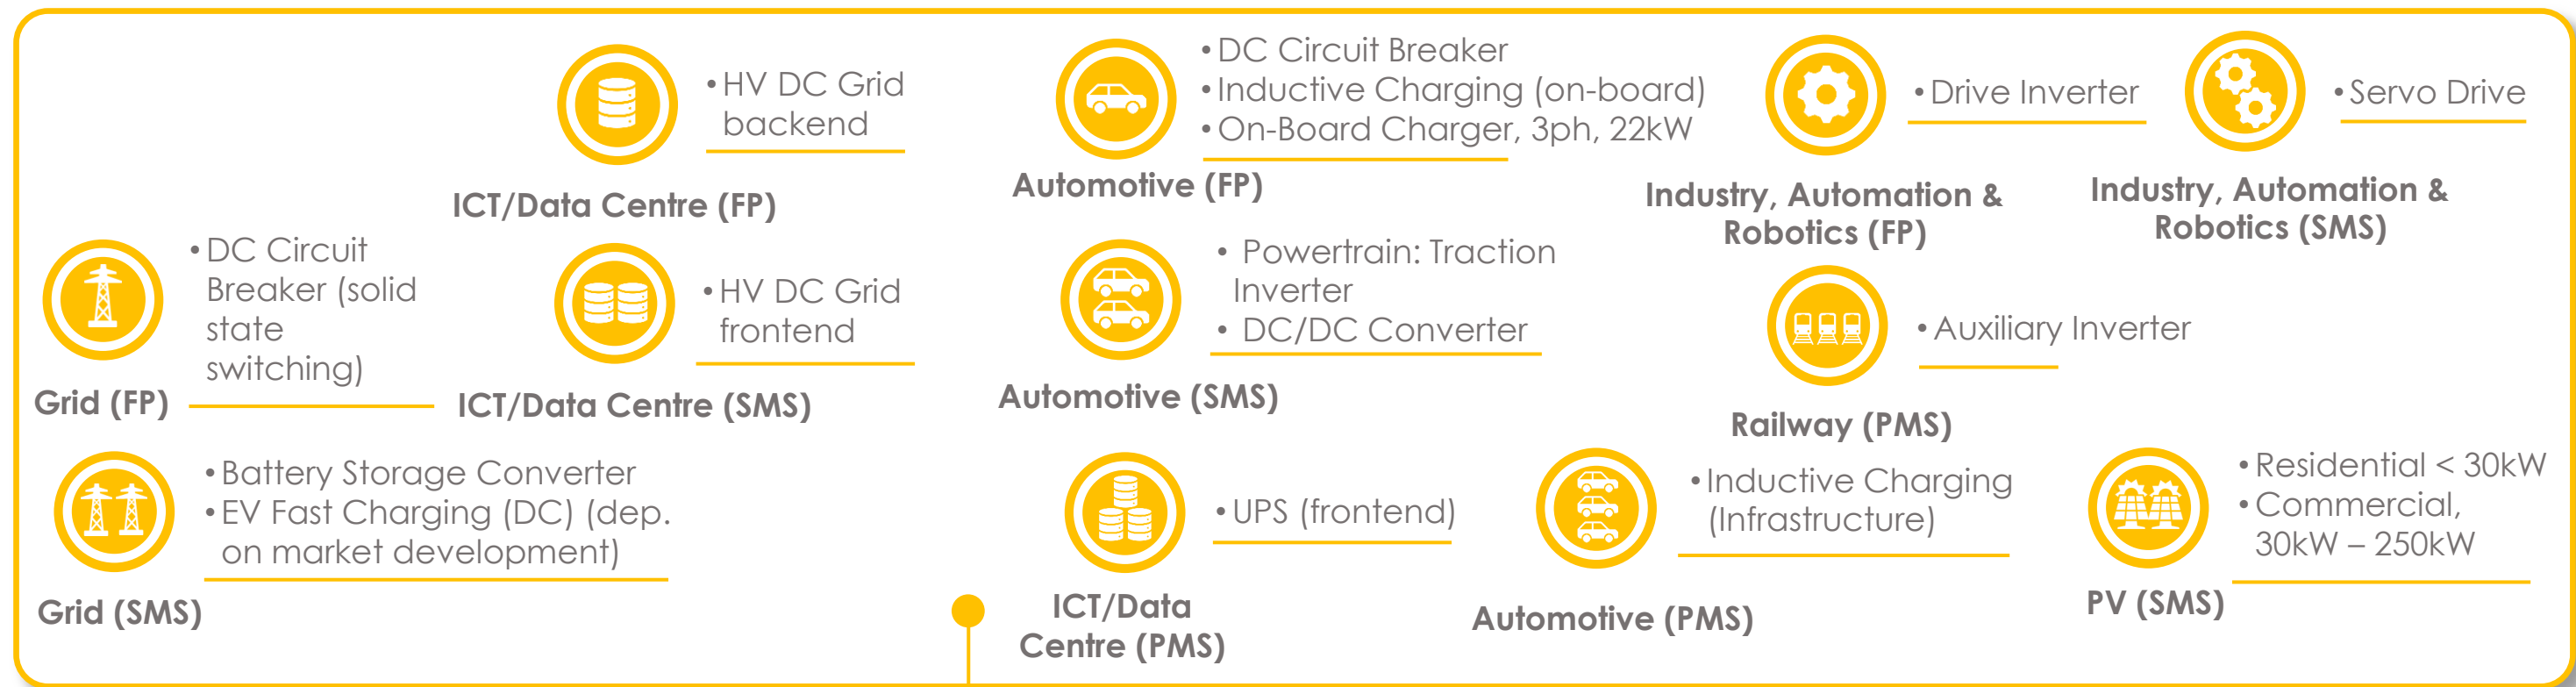 • HV DC Grid
backend
ICT/Data Centre (FP)
• DC Circuit Breaker
• Inductive Charging (on-board)
• On-Board Charger, 3ph, 22kW
Automotive (FP)
• Drive Inverter
Industry, Automation &
Robotics (FP)
• Servo Drive
Industry, Automation &
Robotics (SMS)
• DC Circuit
Breaker (solid
state
switching)
Grid (FP)
• HV DC Grid
frontend
ICT/Data Centre (SMS)
• Powertrain: Traction
Inverter
• DC/DC Converter
Automotive (SMS)
• Auxiliary Inverter
Railway (PMS)
• Battery Storage Converter
• EV Fast Charging (DC) (dep.
on market development)
Grid (SMS)
• UPS (frontend)
ICT/Data
Centre (PMS)
• Inductive Charging
(Infrastructure)
Automotive (PMS)
• Residential < 30kW
• Commercial,
30kW – 250kW
PV (SMS)